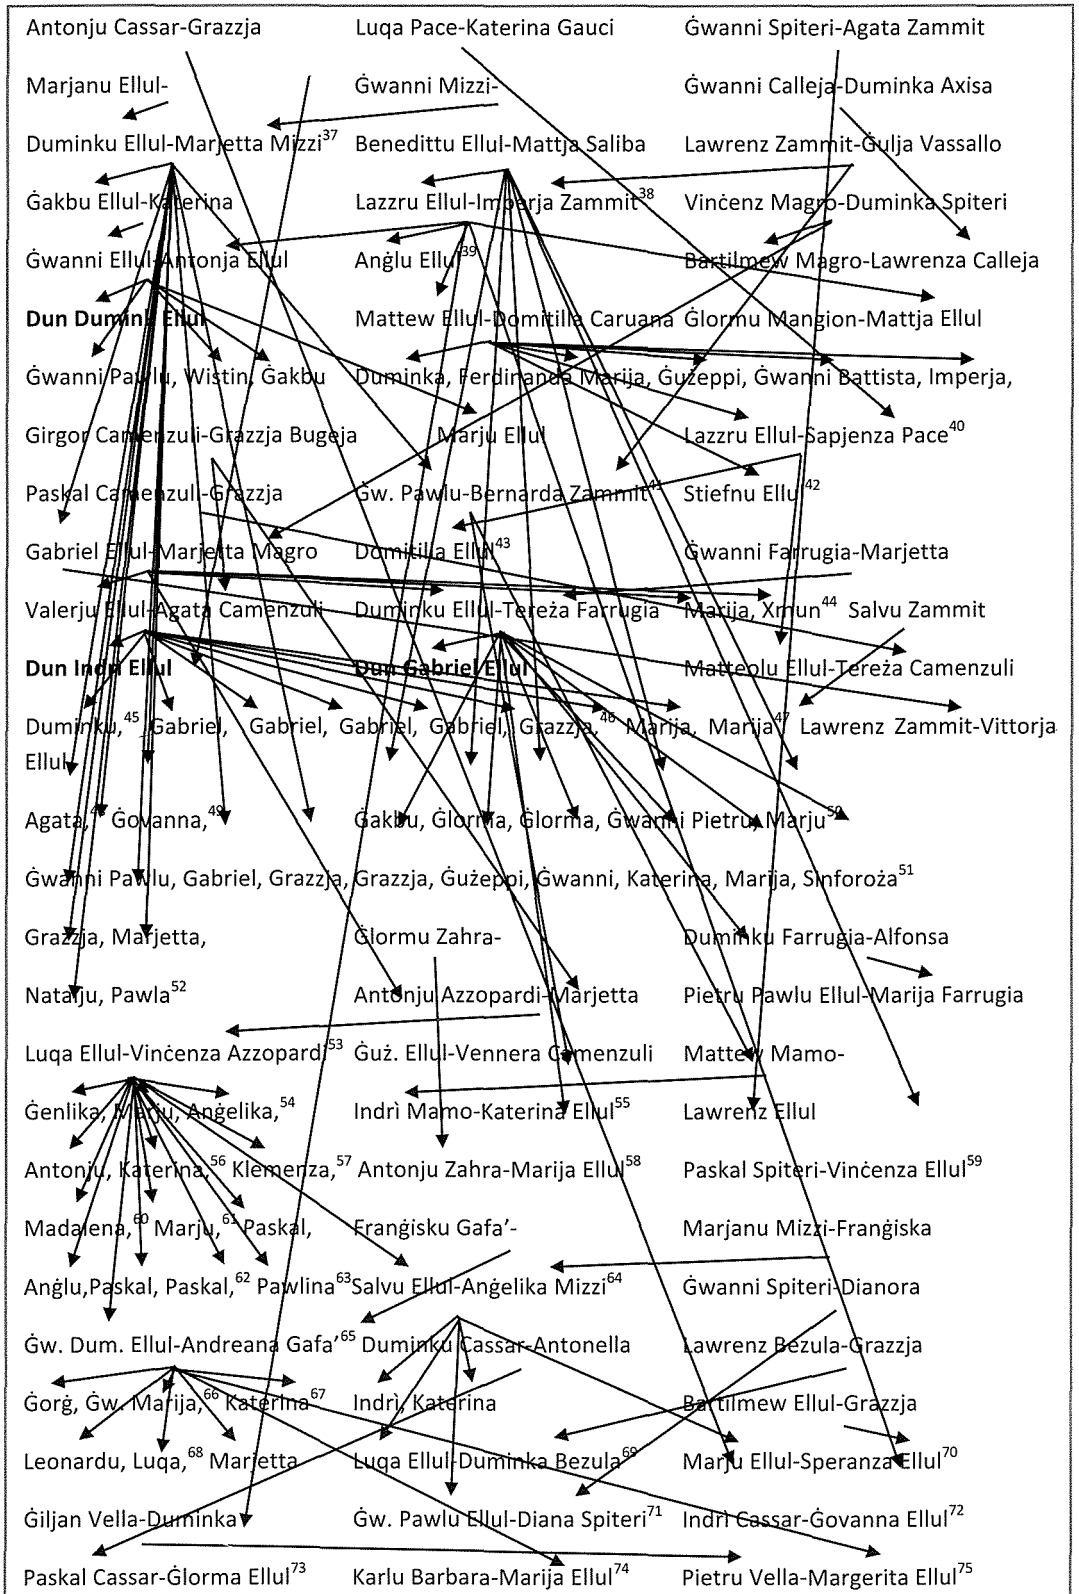 Antonju Cassar-Grazzja Luqa Pace-Katerina Gauci Ġwanni Spiteri-Agata Zammit
Marjanu Ellul- Ġwanni Mizzi- Ġwanni Calleja-Duminka Axisa
Duminku Ellul-Marjetta Mizzi37 Benedittu Ellul-Mattja Saliba Lawrenz Zammit-Ġulja Vassallo
Ġakbu Ellul-Katerina Lazzru Ellul-Imperja Zammit38 Vinċenz Magro-Duminka Spiteri
Ġwanni Ellul-Antonja Ellul Anġlu Ellul39 Bartilmew Magro-Lawrenza Calleja
Dun Duminku Ellul Mattew Ellul-Domitilla Caruana Ġlormu Mangion-Mattja Ellul
Ġwanni Pawlu, Wistin, Ġakbu Duminka, Ferdinanda Marija, Ġużeppi, Ġwanni Battista, Imperja,
Girgor Camenzuli-Grazzja Bugeja Marju Ellul Lazzru Ellul-Sapjenza Pace40
Paskal Camenzuli-Grazzja Ġw. Pawlu-Bernarda Zammit41 Stiefnu Ellul42
Gabriel Ellul-Marjetta Magro Domitilla Ellul43 Ġwanni Farrugia-Marjetta
Valerju Ellul-Agata Camenzuli Duminku Ellul-Tereża Farrugia Marija, Xmun44 Salvu Zammit
Dun Indrì Ellul Dun Gabriel Ellul Matteolu Ellul-Tereża Camenzuli
Duminku,45 Gabriel, Gabriel, Gabriel, Gabriel, Grazzja,46 Marija, Marija47 Lawrenz Zammit-Vittorja
Ellul
Agata, Ġovanna,49 Ġakbu, Ġlorma, Ġlorma, Ġwanni Pietru, Marju50
Ġwanni Pawlu, Gabriel, Grazzja, Grazzja, Ġużeppi, Ġwanni, Katerina, Marija, Sinforoża51
Grazzja, Marjetta, Ġlormu Zahra- Duminku Farrugia-Alfonsa
Natalju, Pawla52 Antonju Azzopardi-Marjetta Pietru Pawlu Ellul-Marija Farrugia
Luqa Ellul-Vinċenza Azzopardi53 Ġuż. Ellul-Vennera Camenzuli Mattew Mamo-
Ġenlika, Marju, Anġelika,54 Indrì Mamo-Katerina Ellul55 Lawrenz Ellul
Antonju, Katerina,56 Klemenza,57 Antonju Zahra-Marija Ellul58 Paskal Spiteri-Vinċenza Ellul59
Madalena,60 Marju,61 Paskal, Franġisku Gafa’- Marjanu Mizzi-Franġiska
Anġlu,Paskal, Paskal,62 Pawlina63 Salvu Ellul-Anġelika Mizzi64 Ġwanni Spiteri-Dianora
Ġw. Dum. Ellul-Andreana Gafa’65 Duminku Cassar-Antonella Lawrenz Bezula-Grazzja
Ġorġ, Ġw. Marija,66 Katerina67 Indrì, Katerina Bartilmew Ellul-Grazzja
Leonardu, Luqa,68 Marjetta Luqa Ellul-Duminka Bezula69 Marju Ellul-Speranza Ellul70
Ġiljan Vella-Duminka Ġw. Pawlu Ellul-Diana Spiteri71 Indrì Cassar-Ġovanna Ellul72
Paskal Cassar-Ġlorma Ellul73 Karlu Barbara-Marija Ellul74 Pietru Vella-Margerita Ellul75